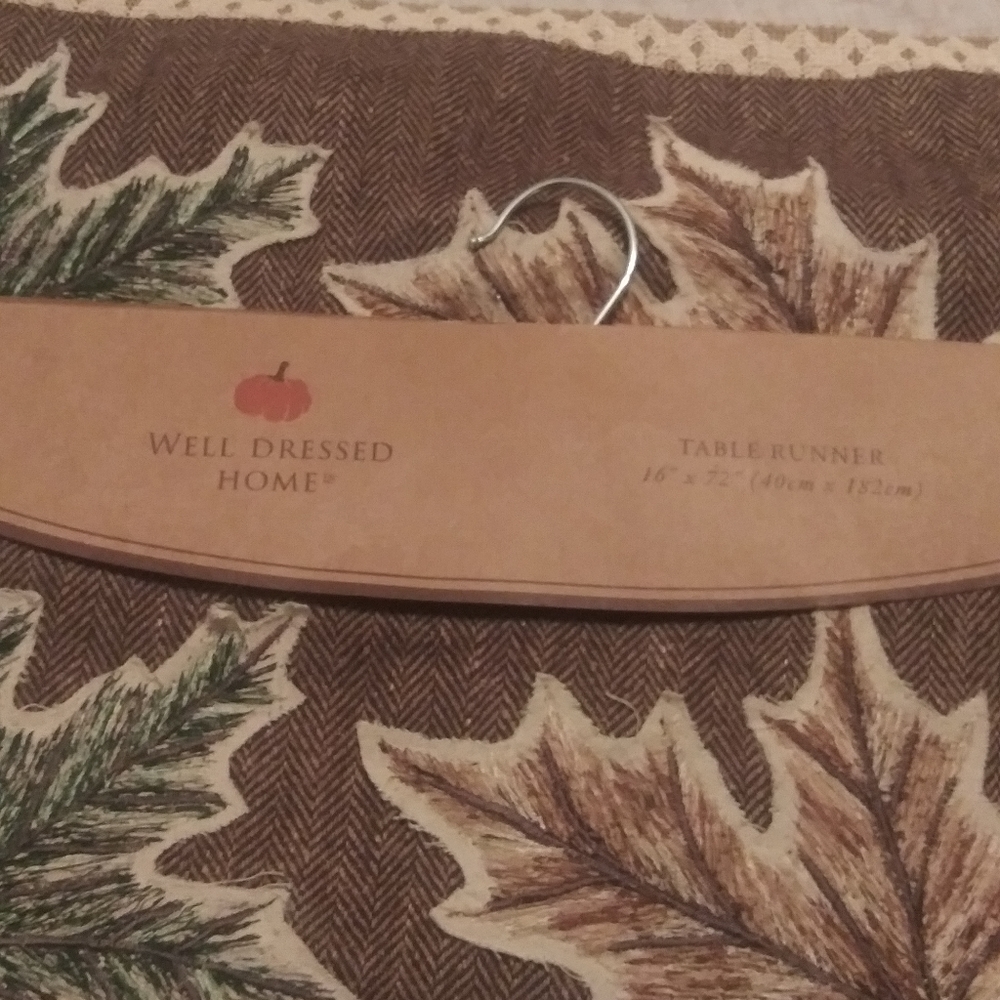 WELL DRESSED
HOME®
TABLE RUNNER
16" x 72" (40cm x 182cm)